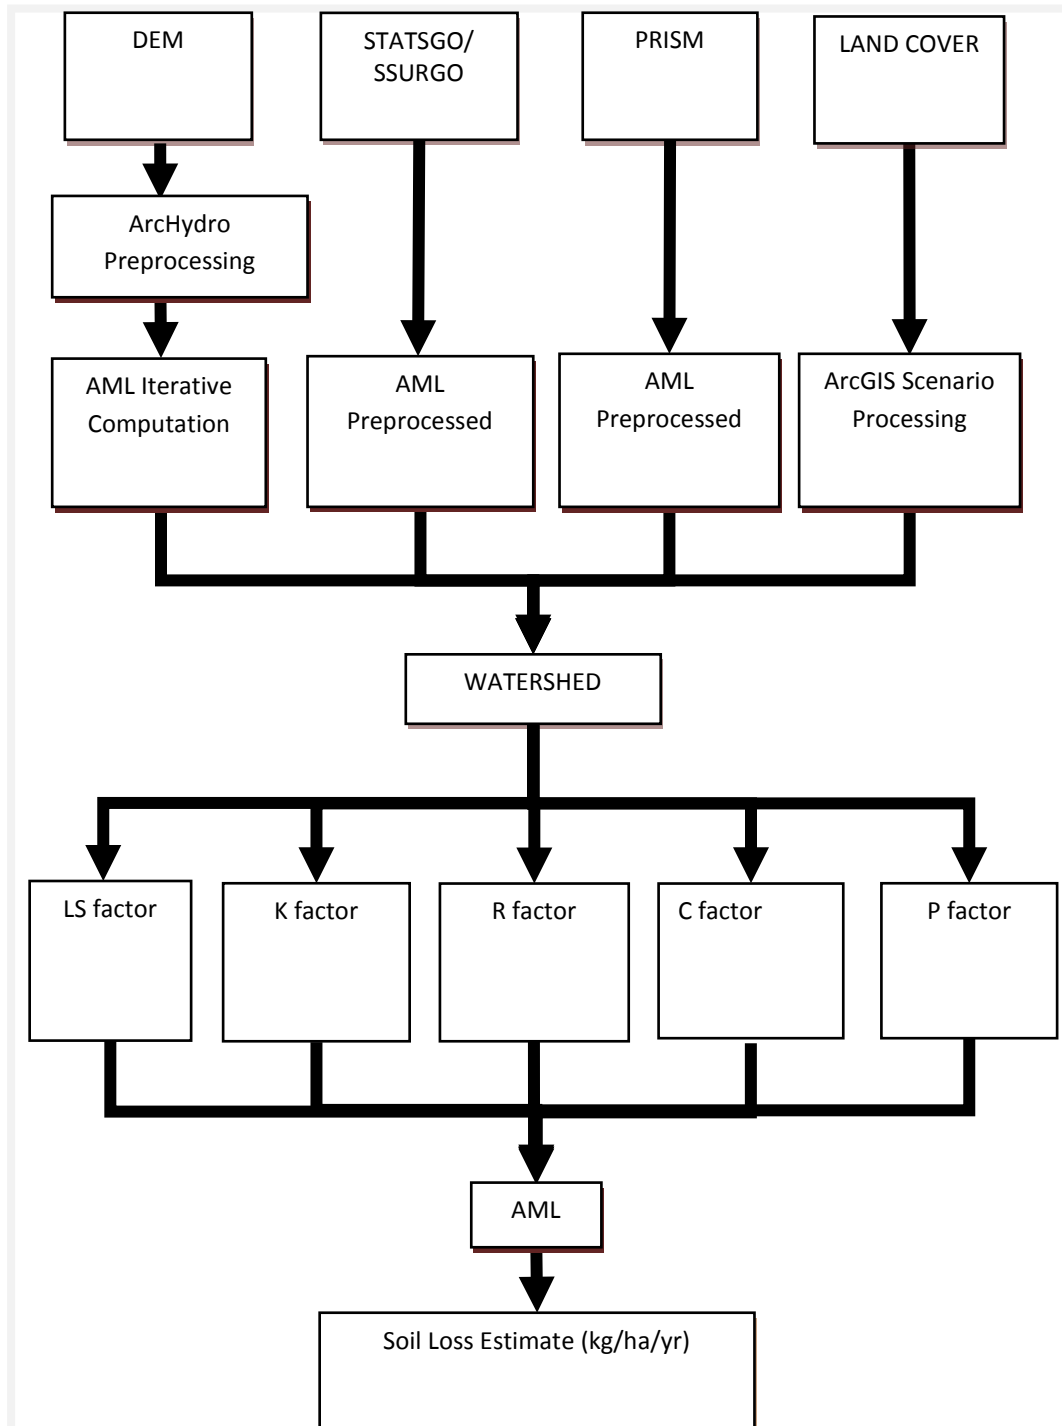 DEM
STATSGO/
SSURGO
PRISM
LAND COVER
ArcHydro
Preprocessing
AML Iterative
Computation
AML
Preprocessed
AML
Preprocessed
ArcGIS Scenario
Processing
WATERSHED
LS factor
K factor
R factor
C factor
P factor
AML
Soil Loss Estimate (kg/ha/yr)